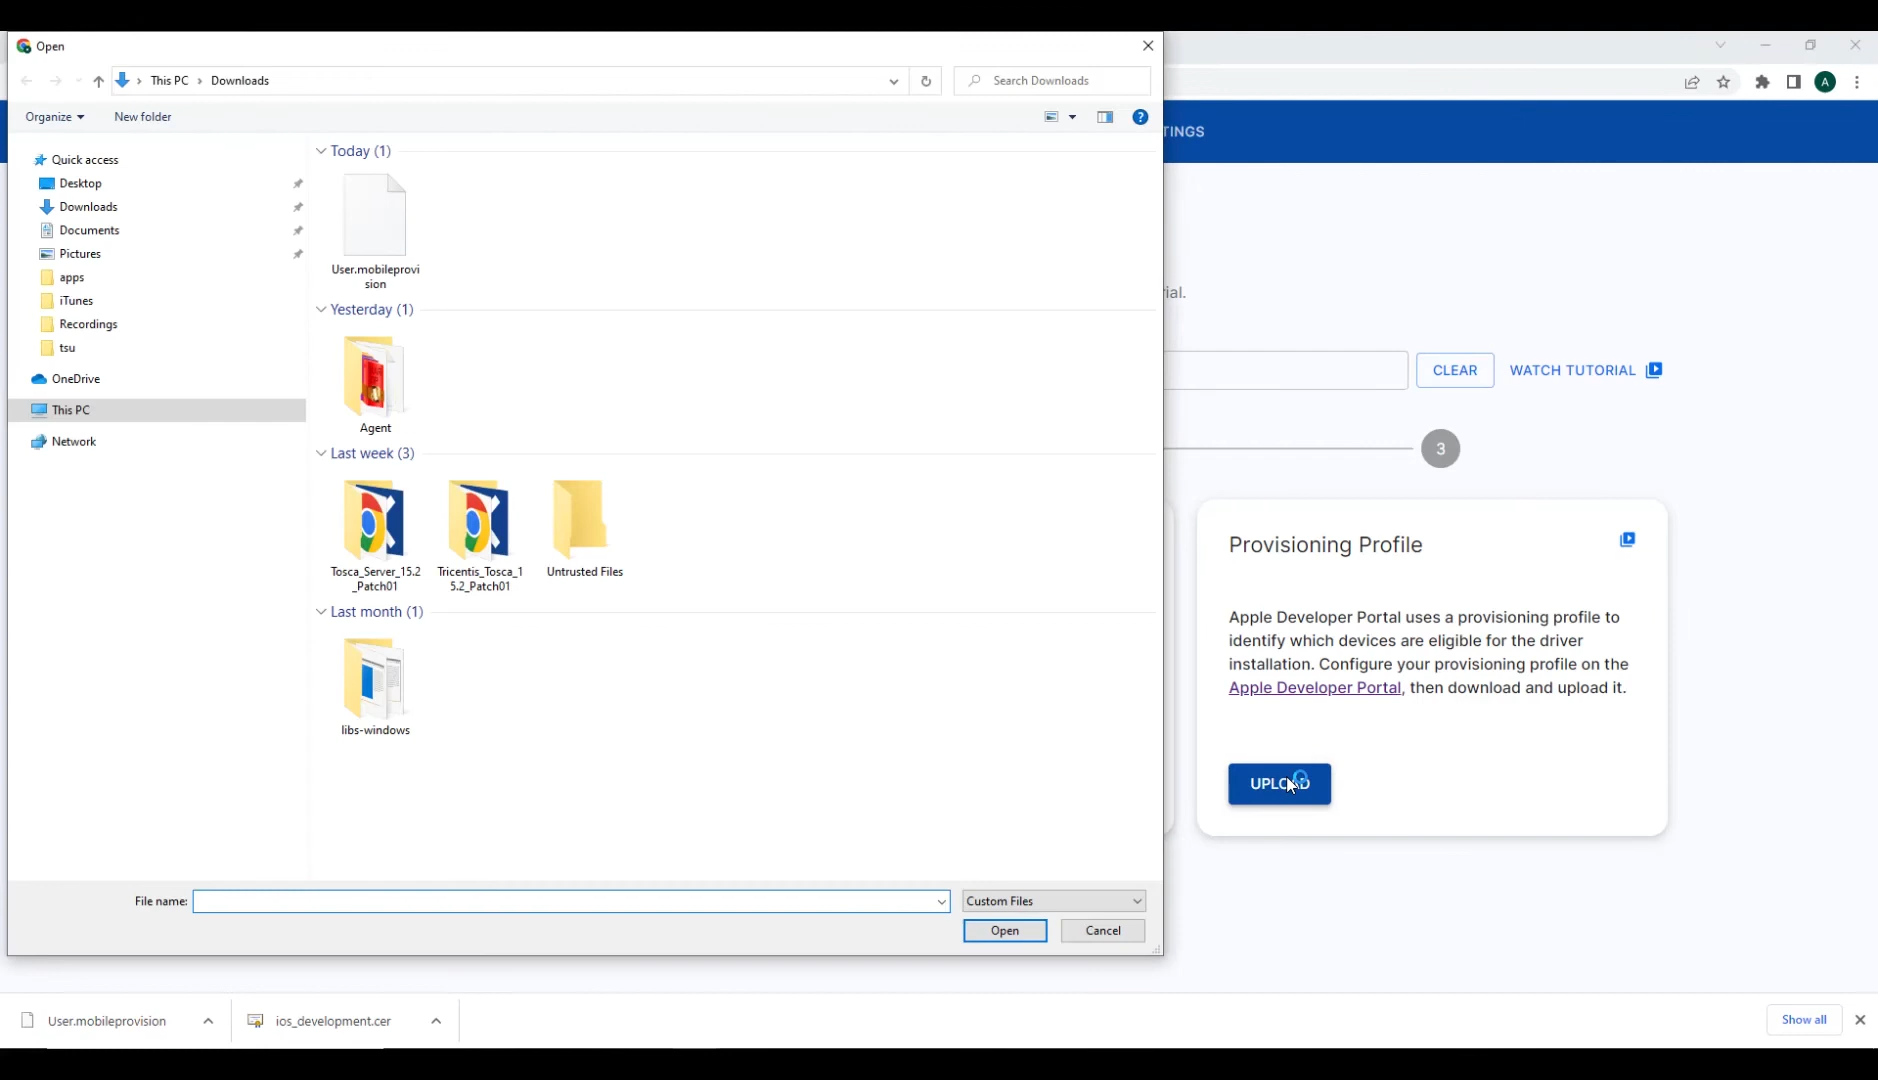 Open
This PC
Downloads
Search Downloads
Organize
New folder
TINGS
Quick access
Desktop
Downloads
Documents
Pictures
apps
iTunes
Recordings
tsu
OneDrive
This PC
Network
Today (1)
User.mobileprovi
sion
Yesterday (1)
Agent
Last week (3)
Tosca_Server_15.2
_Patch01
Tricentis_Tosca_1
5.2_Patch01
Untrusted Files
Last month (1)
libs-windows
File name:
Custom Files
Open
Cancel
A
ial.
CLEAR
WATCH TUTORIAL
3
Provisioning Profile
Apple Developer Portal uses a provisioning profile to
identify which devices are eligible for the driver
installation. Configure your provisioning profile on the
Apple Developer Portal, then download and upload it.
UPLOAD
User.mobileprovision
ios_development.cer
Show all